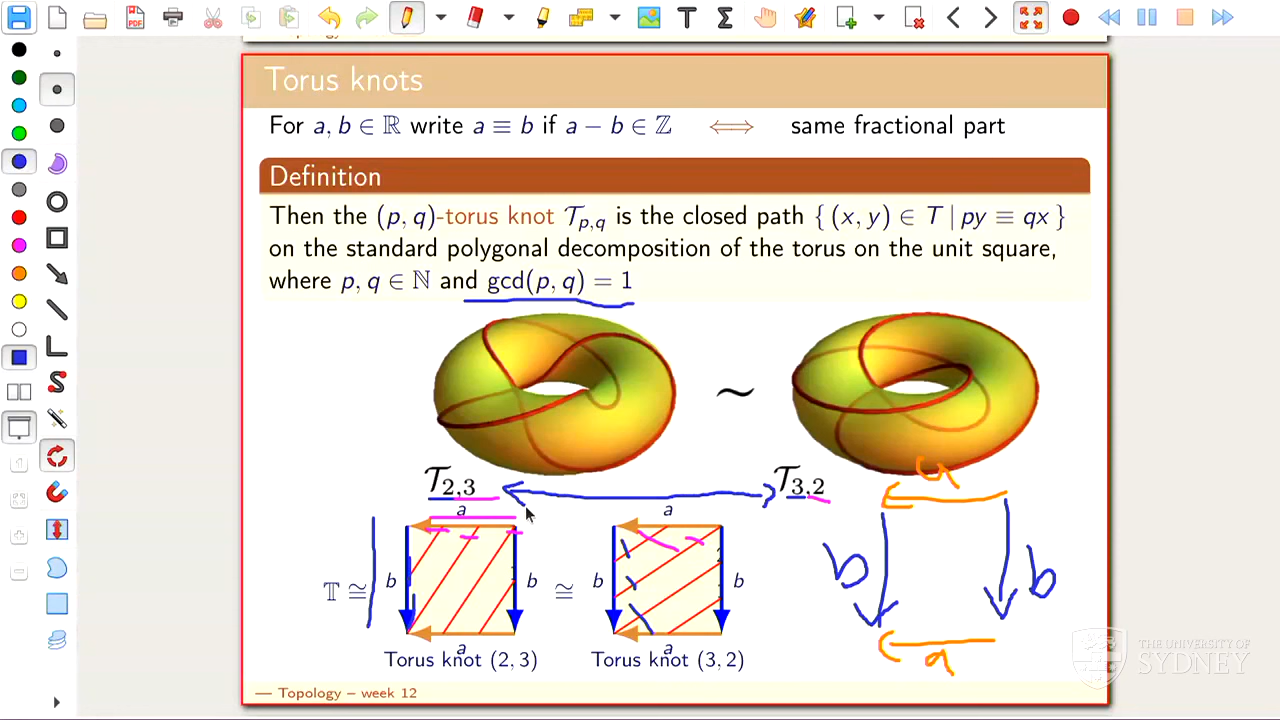 Torus knots
For a, b ∈ ℝ write a ≡ b if a − b ∈ ℤ ⟺ same fractional part
Definition
Then the (p, q)-torus knot 𝒯p,q is the closed path { (x, y) ∈ T | py ≡ qx }
on the standard polygonal decomposition of the torus on the unit square,
where p, q ∈ ℕ and gcd(p, q) = 1
∼
𝒯2,3
𝒯3,2
a
a
a
𝕋 ≅
b
b
≅
b
b
b
b
a
a
a
Torus knot (2, 3)
Torus knot (3, 2)
— Topology – week 12
THE UNIVERSITY OF
SYDNEY